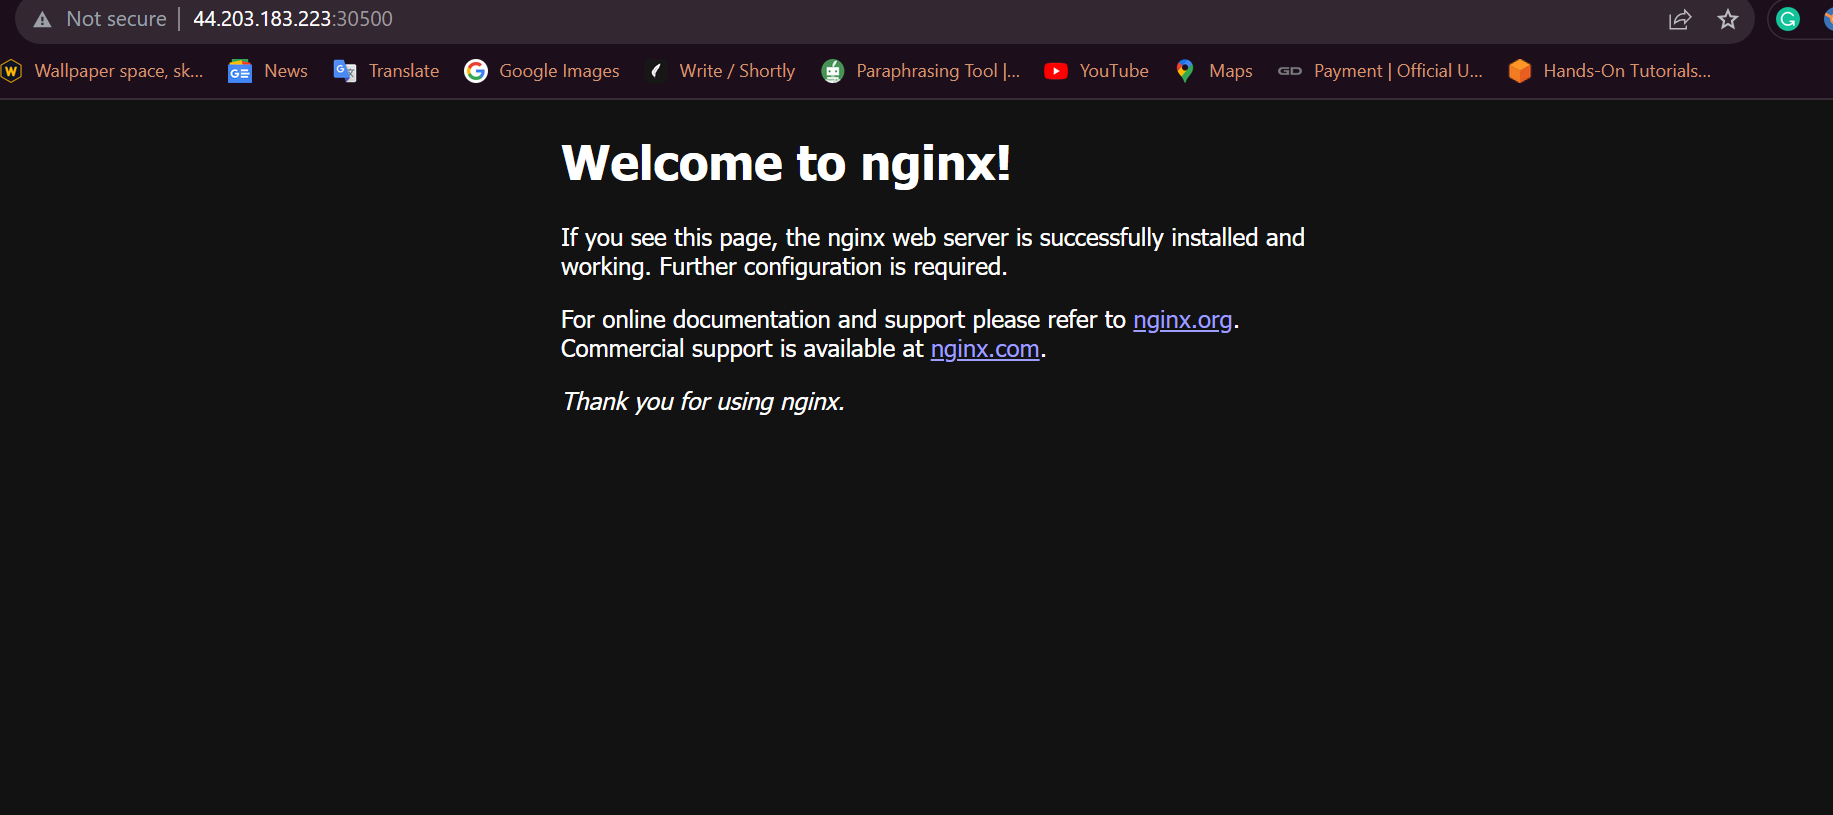 Not secure | 44.203.183.223:30500
Wallpaper space, sk... News Translate Google Images Write / Shortly Paraphrasing Tool |... YouTube Maps GD Payment | Official U... Hands-On Tutorials...
Welcome to nginx!
If you see this page, the nginx web server is successfully installed and
working. Further configuration is required.
For online documentation and support please refer to nginx.org.
Commercial support is available at nginx.com.
Thank you for using nginx.